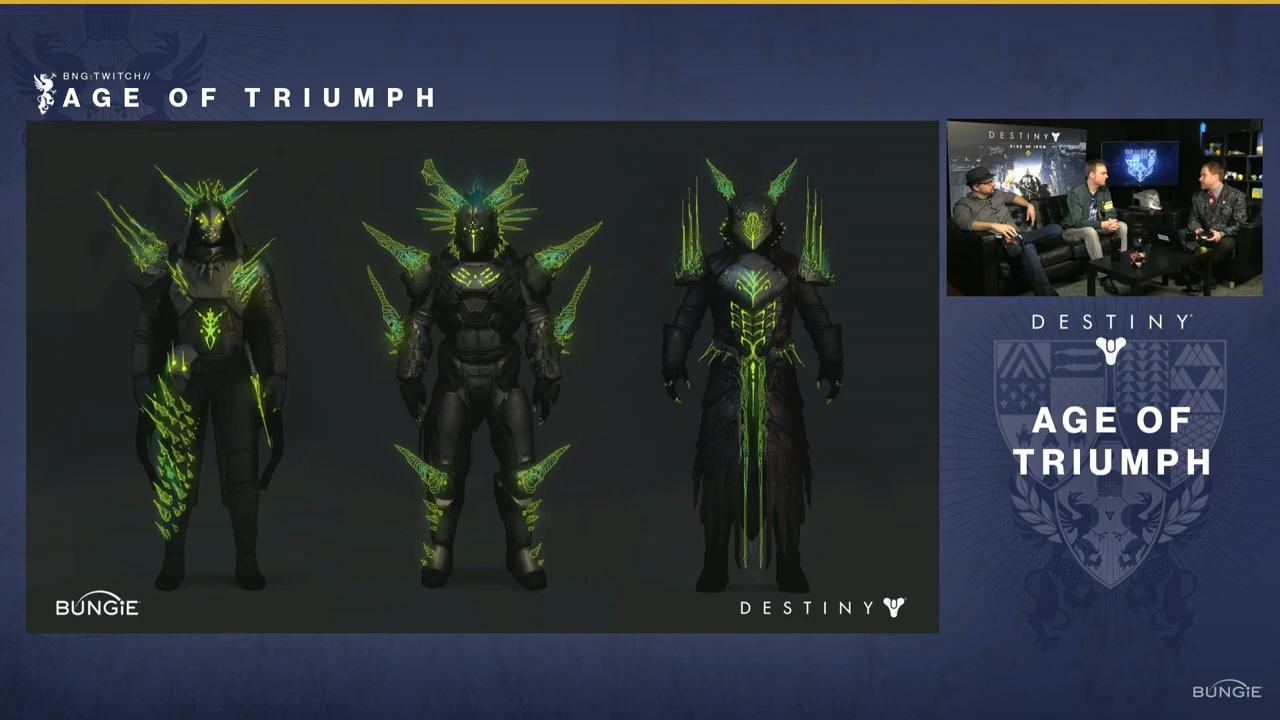 BNG:TWITCH//
AGE OF TRIUMPH
BUNGiE
DESTINY
DESTINY
RISE OF IRON
DESTINY
AGE OF
TRIUMPH
BUNGiE